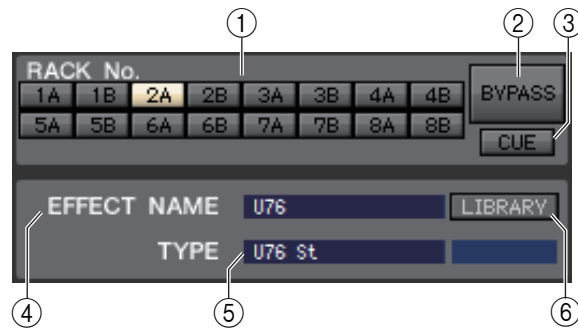 ① ② ③
RACK No.
1A 1B 2A 2B 3A 3B 4A 4B BYPASS
5A 5B 6A 6B 7A 7B 8A 8B CUE
EFFECT NAME U76 LIBRARY
TYPE U76 St
④ ⑤ ⑥